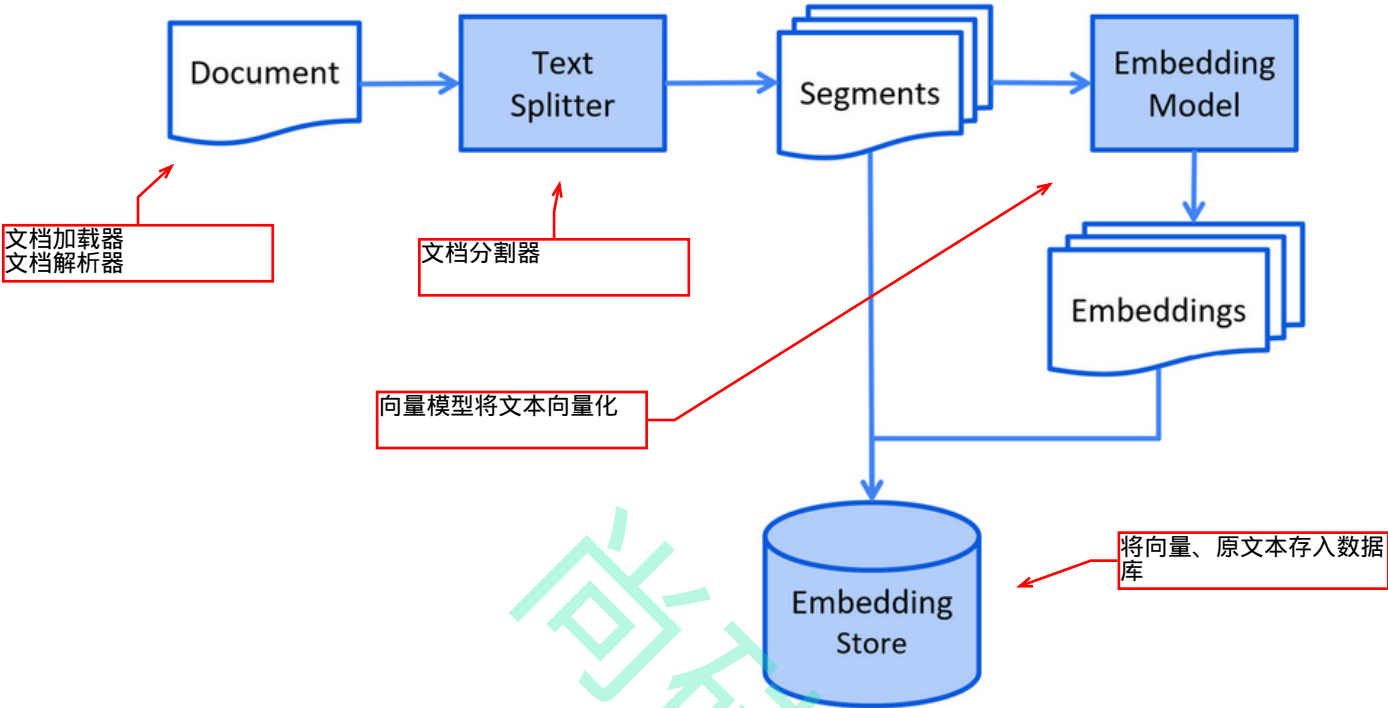 Document
Text
Splitter
Segments
Embedding
Model
文档加载器
文档解析器
文档分割器
Embeddings
向量模型将文本向量化
将向量、原文本存入数据
库
Embedding
Store
尚硅